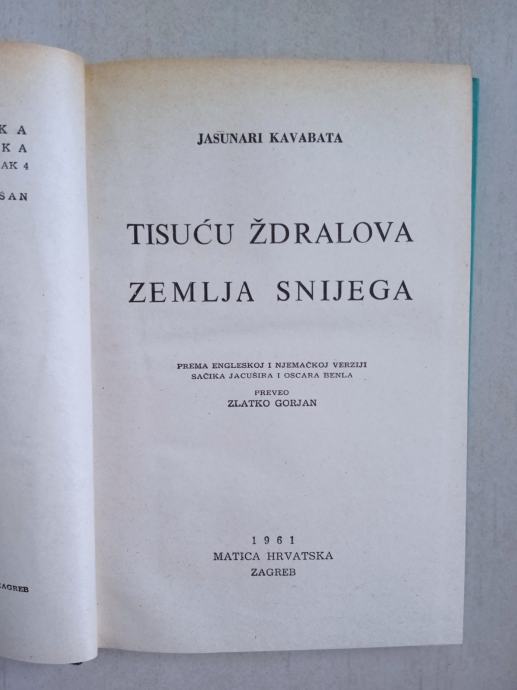 K A
K A
AK 4
ŠAN
ZAGREB
JASUNARI KAVABATA
TISUĆU ŽDRALOVA
ZEMLJA SNIJEGA
PREMA ENGLESKOJ I NJEMAČKOJ VERZIJI
SAČIKA JACUŠIRA I OSCARA BENLA
PREVEO
ZLATKO GORJAN
1961
MATICA HRVATSKA
ZAGREB